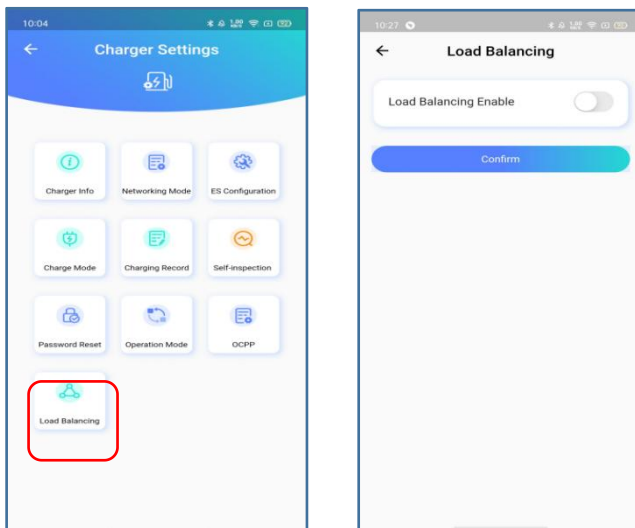 10:04
Charger Settings
Charger Info
Networking Mode
ES Configuration
Charge Mode
Charging Record
Self-inspection
Password Reset
Operation Mode
OCPP
Load Balancing
10:27
Load Balancing
Load Balancing Enable
Confirm